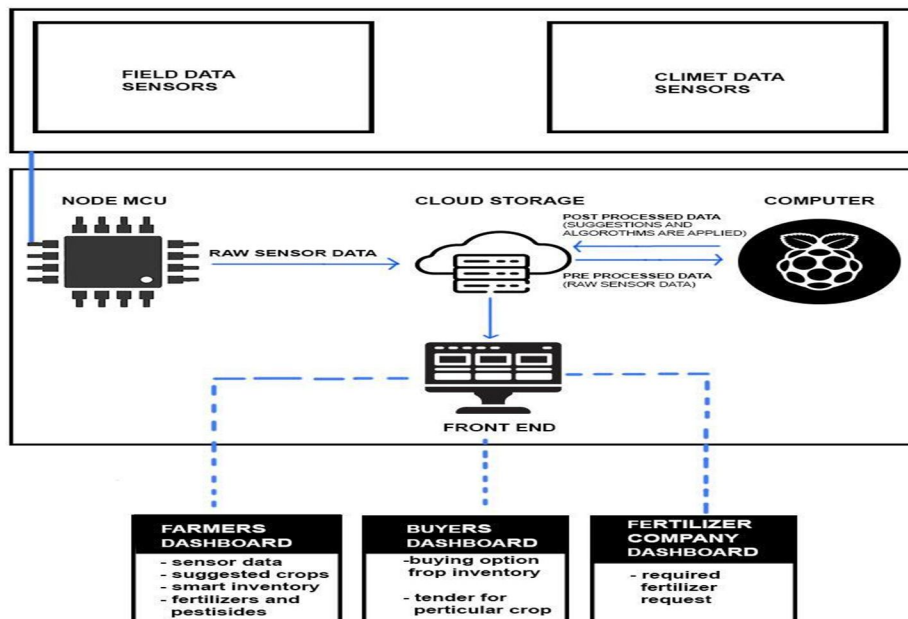 FIELD DATA
SENSORS
CLIMET DATA
SENSORS
NODE MCU
CLOUD STORAGE
COMPUTER
RAW SENSOR DATA
POST PROCESSED DATA
(SUGGESTIONS AND
ALGOROTHMS ARE APPLIED)
PRE PROCESSED DATA
(RAW SENSOR DATA)
FRONT END
FARMERS
DASHBOARD
- sensor data
- suggested crops
- smart inventory
- fertilizers and
pestisides
BUYERS
DASHBOARD
-buying option
frop inventory
- tender for
perticular crop
FERTILIZER
COMPANY
DASHBOARD
- required
fertilizer
request